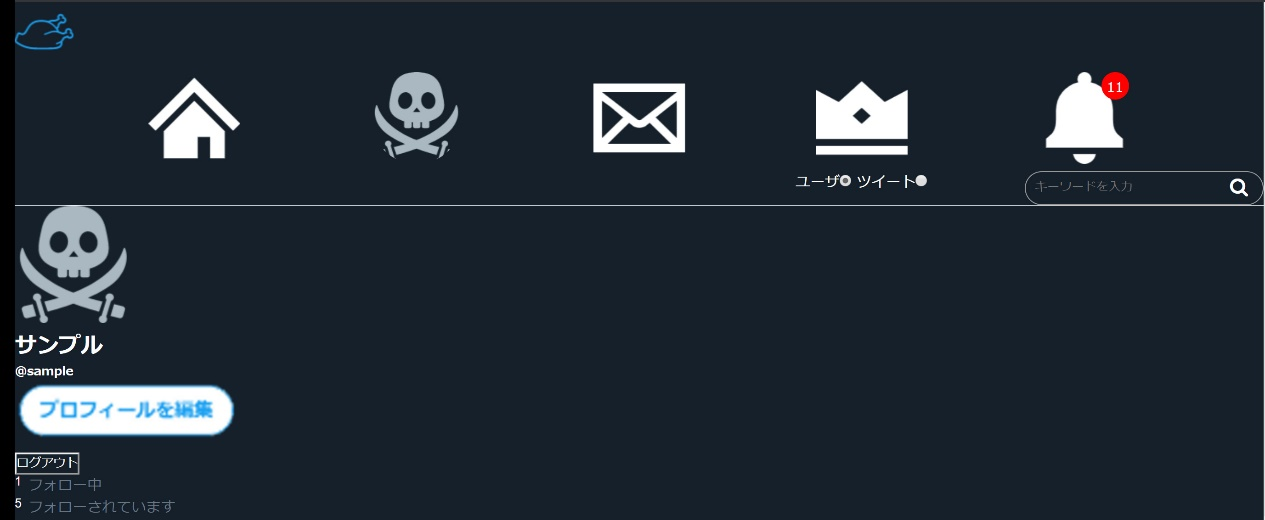 11
ユーザ ツイート
キーワードを入力
サンプル
@sample
プロフィールを編集
ログアウト
1 フォロー中
5 フォローされています